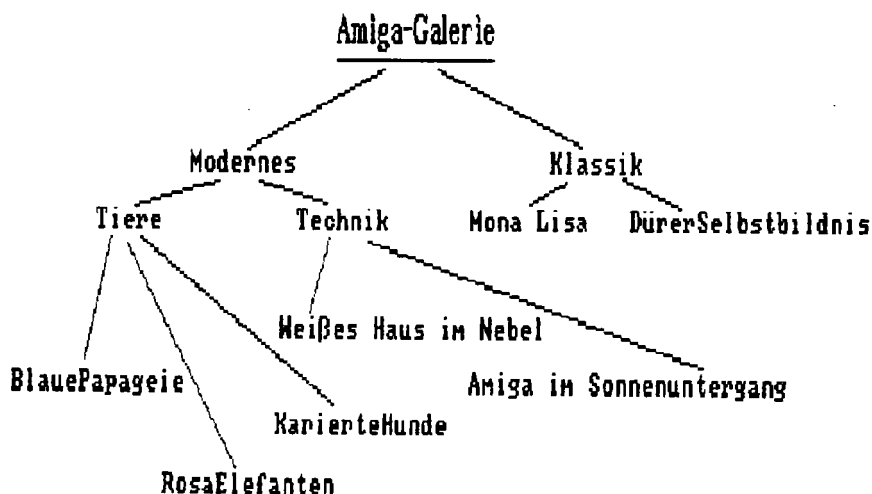 Amiga-Galerie
Modernes
Klassik
Tiere
Technik
Mona Lisa
DürerSelbstbildnis
Weißes Haus im Nebel
BlauePapageie
Amiga im Sonnenuntergang
KarierteHunde
RosaElefanten